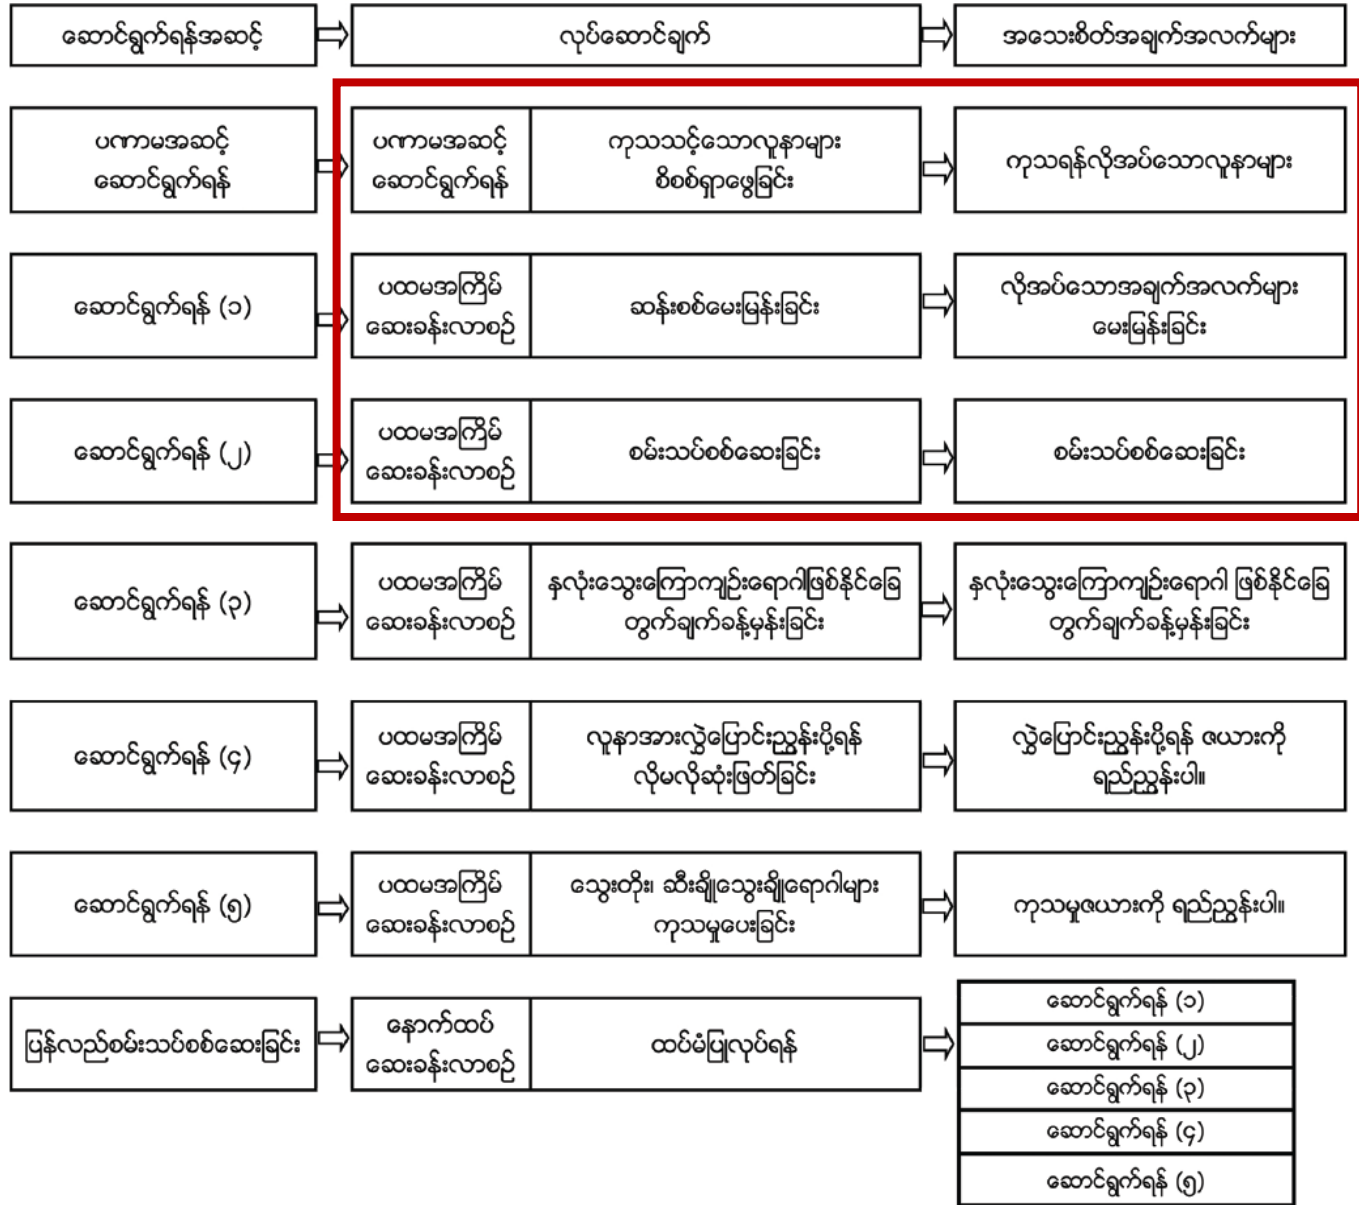 ဆောင်ရွက်ရန်အဆင့်
လုပ်ဆောင်ချက်
အသေးစိတ်အချက်အလက်များ
ပဏာမအဆင့်
ဆောင်ရွက်ရန်
ပဏာမအဆင့်
ဆောင်ရွက်ရန်
ကုသသင့်သောလူနာများ
စိစစ်ရှာဖွေခြင်း
ကုသရန်လိုအပ်သောလူနာများ
ဆောင်ရွက်ရန် (၁)
ပထမအကြိမ်
ဆေးခန်းလာစဉ်
ဆန်းစစ်မေးမြန်းခြင်း
လိုအပ်သောအချက်အလက်များ
မေးမြန်းခြင်း
ဆောင်ရွက်ရန် (၂)
ပထမအကြိမ်
ဆေးခန်းလာစဉ်
စမ်းသပ်စစ်ဆေးခြင်း
စမ်းသပ်စစ်ဆေးခြင်း
ဆောင်ရွက်ရန် (၃)
ပထမအကြိမ်
ဆေးခန်းလာစဉ်
နှလုံးသွေးကြောကျဉ်းရောဂါဖြစ်နိုင်ခြေ
တွက်ချက်ခန့်မှန်းခြင်း
နှလုံးသွေးကြောကျဉ်းရောဂါ ဖြစ်နိုင်ခြေ
တွက်ချက်ခန့်မှန်းခြင်း
ဆောင်ရွက်ရန် (၄)
ပထမအကြိမ်
ဆေးခန်းလာစဉ်
လူနာအားလွှဲပြောင်းညွှန်းပို့ရန်
လိုမလိုဆုံးဖြတ်ခြင်း
လွှဲပြောင်းညွှန်းပို့ရန် ဇယားကို
ရည်ညွှန်းပါ။
ဆောင်ရွက်ရန် (၅)
ပထမအကြိမ်
ဆေးခန်းလာစဉ်
သွေးတိုး၊ ဆီးချိုသွေးချိုရောဂါများ
ကုသမှုပေးခြင်း
ကုသမှုဇယားကို ရည်ညွှန်းပါ။
ပြန်လည်စမ်းသပ်စစ်ဆေးခြင်း
နောက်ထပ်
ဆေးခန်းလာစဉ်
ထပ်မံပြုလုပ်ရန်
ဆောင်ရွက်ရန် (၁)
ဆောင်ရွက်ရန် (၂)
ဆောင်ရွက်ရန် (၃)
ဆောင်ရွက်ရန် (၄)
ဆောင်ရွက်ရန် (၅)